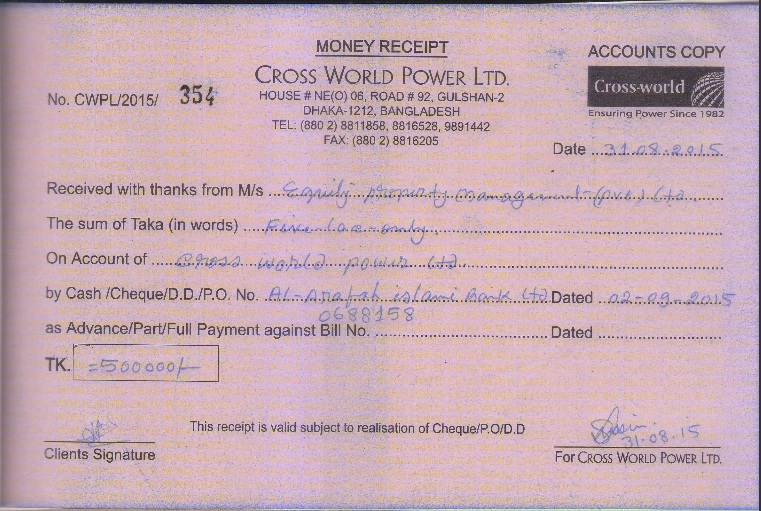 MONEY RECEIPT
ACCOUNTS COPY
CROSS WORLD POWER LTD.
Cross-world
Ensuring Power Since 1982
No. CWPL/2015/ 354
HOUSE # NE(O) 06, ROAD # 92, GULSHAN-2
DHAKA-1212, BANGLADESH
TEL: (880 2) 8811858, 8816528, 9891442
FAX: (880 2) 8816205
Date 31.08.2015
Received with thanks from M/s Equity Property Management (pvt) Ltd.
The sum of Taka (in words) Five lac only.
On Account of Cross world power Ltd.
by Cash /Cheque/D.D./P.O. No. AL-Arafah islami Bank Ltd Dated 02-09-2015
0688158
as Advance/Part/Full Payment against Bill No. Dated
TK. =500000/-
This receipt is valid subject to realisation of Cheque/P.O/D.D
31.08.15
Clients Signature
For CROSS WORLD POWER LTD.